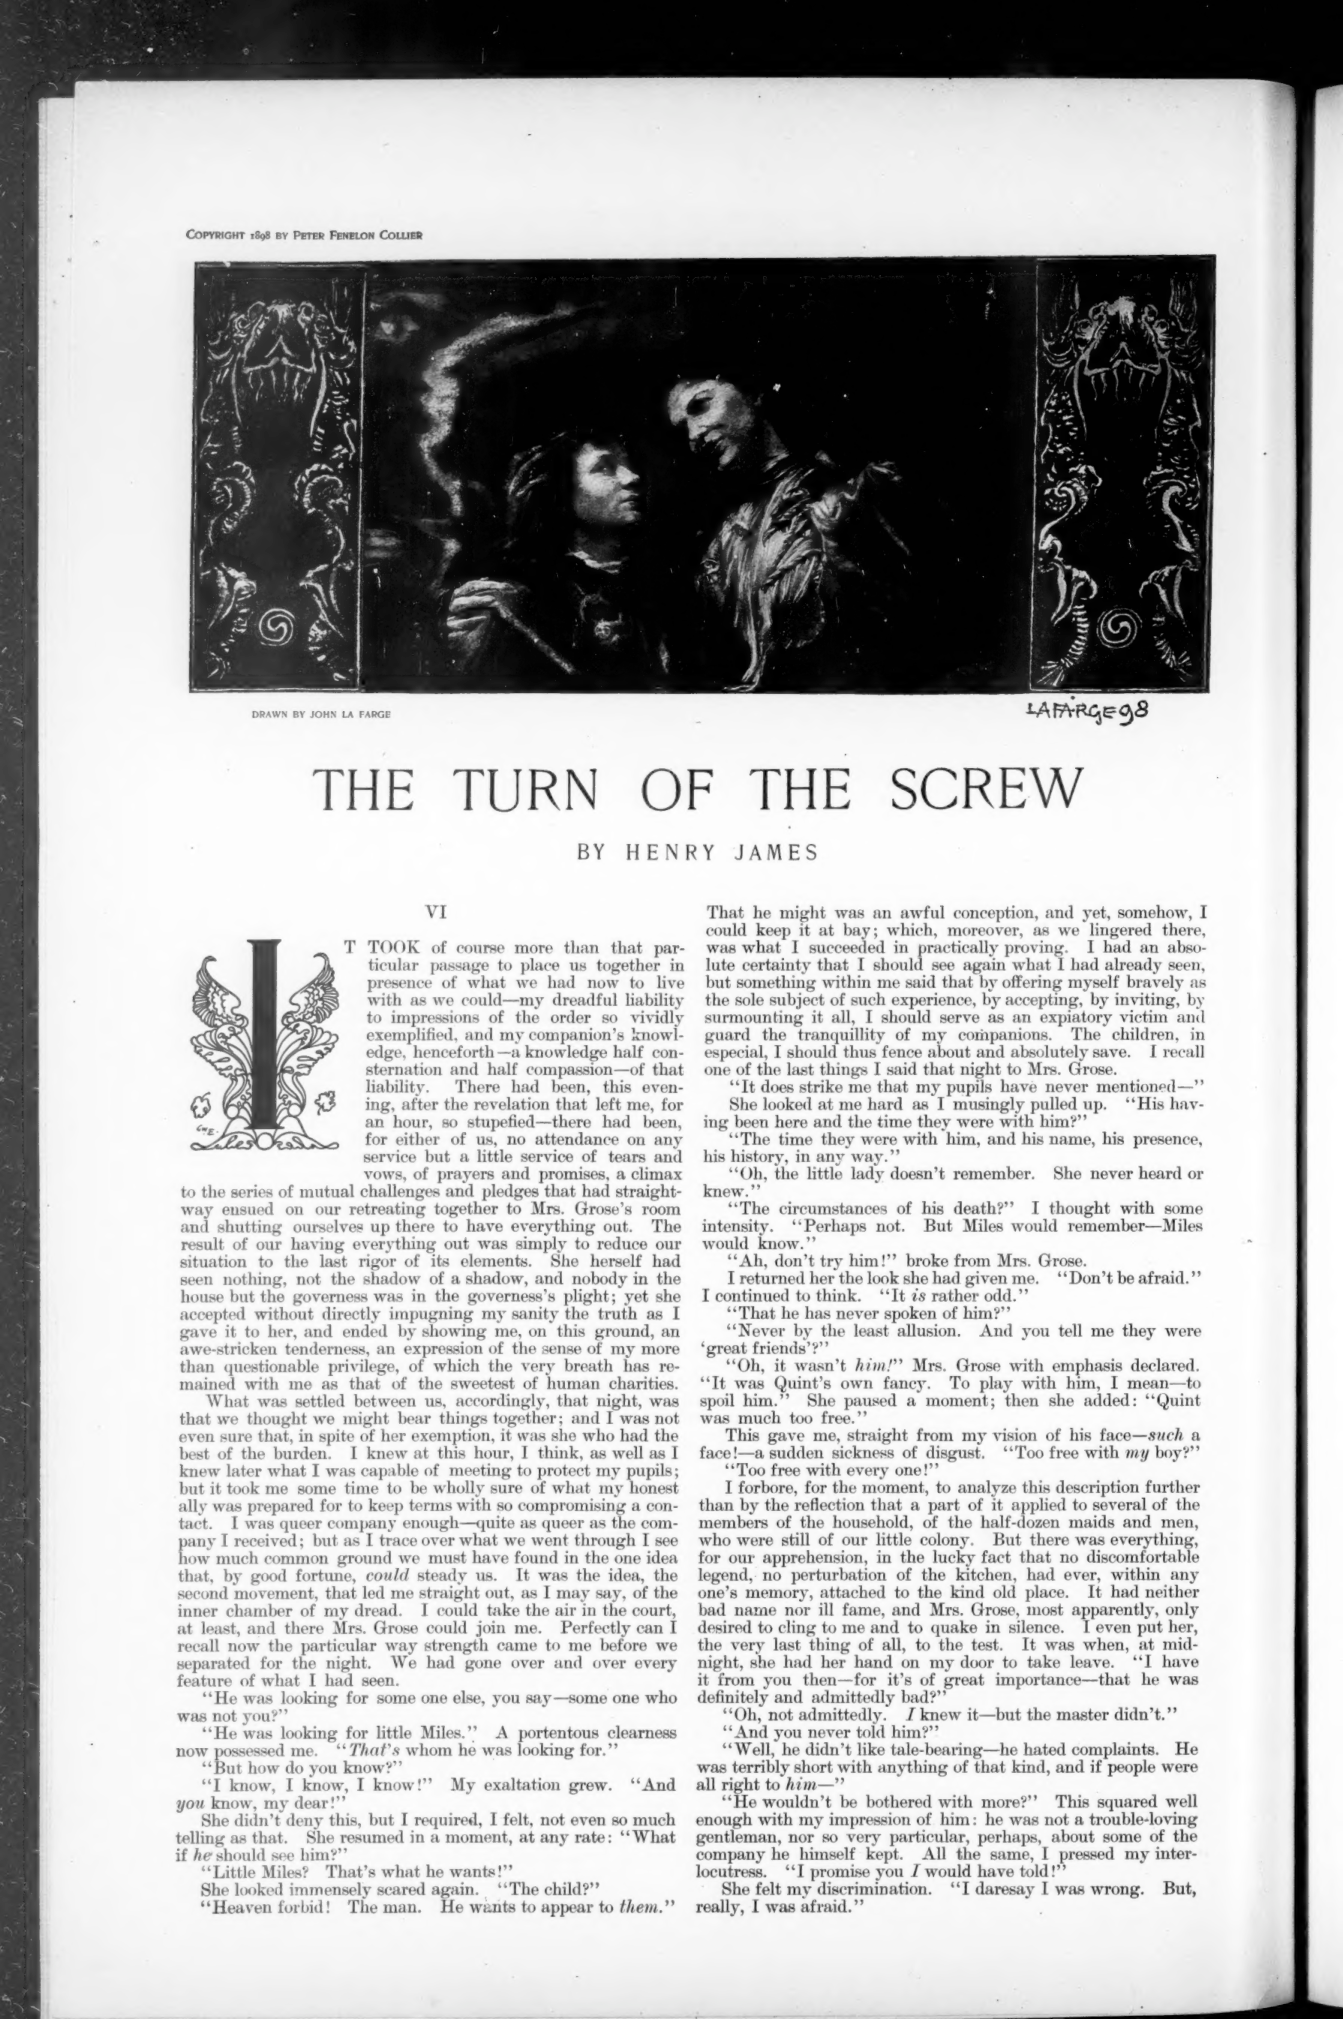 COPYRIGHT 1898 BY PETER FENELON COLLIER
DRAWN BY JOHN LA FARGE
LAFARGE 98
THE TURN OF THE SCREW
BY HENRY JAMES
VI
IT TOOK of course more than that par-
ticular passage to place us together in
presence of what we had now to live
with as we could—my dreadful liability
to impressions of the order so vividly
exemplified, and my companion's knowl-
edge, henceforth—a knowledge half con-
sternation and half compassion—of that
liability. There had been, this even-
ing, after the revelation that left me, for
an hour, so stupefied—there had been,
for either of us, no attendance on any
service but a little service of tears and
vows, of prayers and promises, a climax
to the series of mutual challenges and pledges that had straight-
way ensued on our retreating together to Mrs. Grose's room
and shutting ourselves up there to have everything out. The
result of our having everything out was simply to reduce our
situation to the last rigor of its elements. She herself had
seen nothing, not the shadow of a shadow, and nobody in the
house but the governess was in the governess's plight; yet she
accepted without directly impugning my sanity the truth as I
gave it to her, and ended by showing me, on this ground, an
awe-stricken tenderness, an expression of the sense of my more
than questionable privilege, of which the very breath has re-
mained with me as that of the sweetest of human charities.
What was settled between us, accordingly, that night, was
that we thought we might bear things together; and I was not
even sure that, in spite of her exemption, it was she who had the
best of the burden. I knew at this hour, I think, as well as I
knew later what I was capable of meeting to protect my pupils;
but it took me some time to be wholly sure of what my honest
ally was prepared for to keep terms with so compromising a con-
tact. I was queer company enough—quite as queer as the com-
pany I received; but as I trace over what we went through I see
how much common ground we must have found in the one idea
that, by good fortune, could steady us. It was the idea, the
second movement, that led me straight out, as I may say, of the
inner chamber of my dread. I could take the air in the court,
at least, and there Mrs. Grose could join me. Perfectly can I
recall now the particular way strength came to me before we
separated for the night. We had gone over and over every
feature of what I had seen.
"He was looking for some one else, you say—some one who
was not you?"
"He was looking for little Miles." A portentous clearness
now possessed me. "That's whom he was looking for."
"But how do you know?"
"I know, I know, I know!" My exaltation grew. "And
you know, my dear!"
She didn't deny this, but I required, I felt, not even so much
telling as that. She resumed in a moment, at any rate: "What
if he should see him?"
"Little Miles? That's what he wants!"
She looked immensely scared again. "The child?"
"Heaven forbid! The man. He wants to appear to them."
That he might was an awful conception, and yet, somehow, I
could keep it at bay; which, moreover, as we lingered there,
was what I succeeded in practically proving. I had an abso-
lute certainty that I should see again what I had already seen,
but something within me said that by offering myself bravely as
the sole subject of such experience, by accepting, by inviting, by
surmounting it all, I should serve as an expiatory victim and
guard the tranquillity of my companions. The children, in
especial, I should thus fence about and absolutely save. I recall
one of the last things I said that night to Mrs. Grose.
"It does strike me that my pupils have never mentioned—"
She looked at me hard as I musingly pulled up. "His hav-
ing been here and the time they were with him?"
"The time they were with him, and his name, his presence,
his history, in any way."
"Oh, the little lady doesn't remember. She never heard or
knew."
"The circumstances of his death?" I thought with some
intensity. "Perhaps not. But Miles would remember—Miles
would know."
"Ah, don't try him!" broke from Mrs. Grose.
I returned her the look she had given me. "Don't be afraid."
I continued to think. "It is rather odd."
"That he has never spoken of him?"
"Never by the least allusion. And you tell me they were
'great friends'?"
"Oh, it wasn't him!" Mrs. Grose with emphasis declared.
"It was Quint's own fancy. To play with him, I mean—to
spoil him." She paused a moment; then she added: "Quint
was much too free."
This gave me, straight from my vision of his face—such a
face!—a sudden sickness of disgust. "Too free with my boy?"
"Too free with every one!"
I forbore, for the moment, to analyze this description further
than by the reflection that a part of it applied to several of the
members of the household, of the half-dozen maids and men,
who were still of our little colony. But there was everything,
for our apprehension, in the lucky fact that no discomfortable
legend, no perturbation of the kitchen, had ever, within any
one's memory, attached to the kind old place. It had neither
bad name nor ill fame, and Mrs. Grose, most apparently, only
desired to cling to me and to quake in silence. I even put her,
the very last thing of all, to the test. It was when, at mid-
night, she had her hand on my door to take leave. "I have
it from you then—for it's of great importance—that he was
definitely and admittedly bad?"
"Oh, not admittedly. I knew it—but the master didn't."
"And you never told him?"
"Well, he didn't like tale-bearing—he hated complaints. He
was terribly short with anything of that kind, and if people were
all right to him—"
"He wouldn't be bothered with more?" This squared well
enough with my impression of him: he was not a trouble-loving
gentleman, nor so very particular, perhaps, about some of the
company he himself kept. All the same, I pressed my inter-
locutress. "I promise you I would have told!"
She felt my discrimination. "I daresay I was wrong. But,
really, I was afraid."